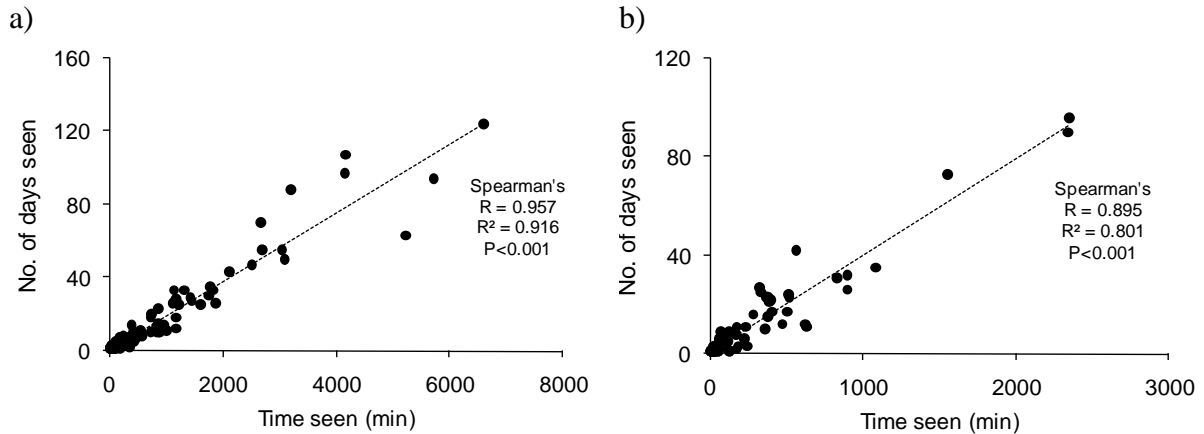 a)
160
120
80
40
0
No. of days seen
0 2000 4000 6000 8000
Time seen (min)
Spearman's
R = 0.957
R² = 0.916
P<0.001
b)
120
80
40
0
No. of days seen
0 1000 2000 3000
Time seen (min)
Spearman's
R = 0.895
R² = 0.801
P<0.001